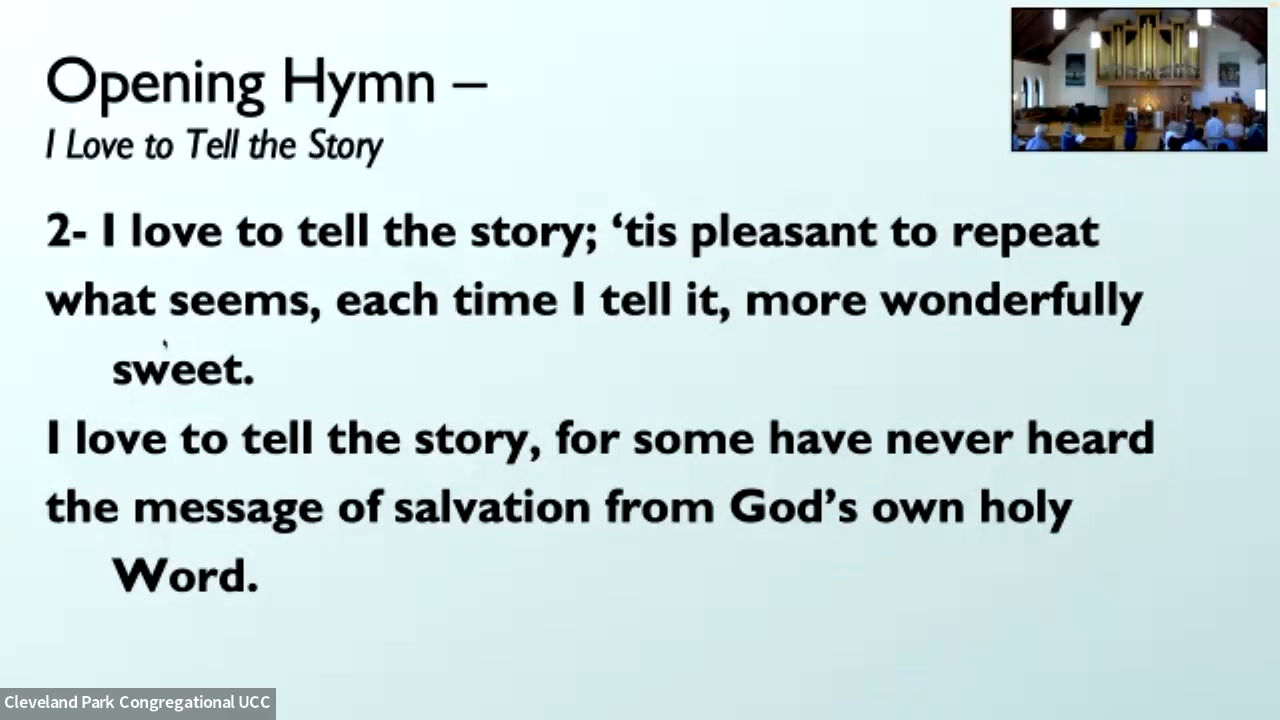 Opening Hymn –
I Love to Tell the Story
2- I love to tell the story; ‘tis pleasant to repeat
what seems, each time I tell it, more wonderfully
sweet.
I love to tell the story, for some have never heard
the message of salvation from God’s own holy
Word.
Cleveland Park Congregational UCC